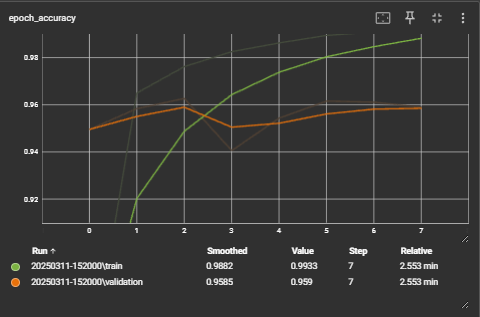 epoch_accuracy
0.98
0.96
0.94
0.92
0 1 2 3 4 5 6 7
Run ↑ Smoothed Value Step Relative
20250311-152000\train 0.9882 0.9933 7 2.553 min
20250311-152000\validation 0.9585 0.959 7 2.553 min